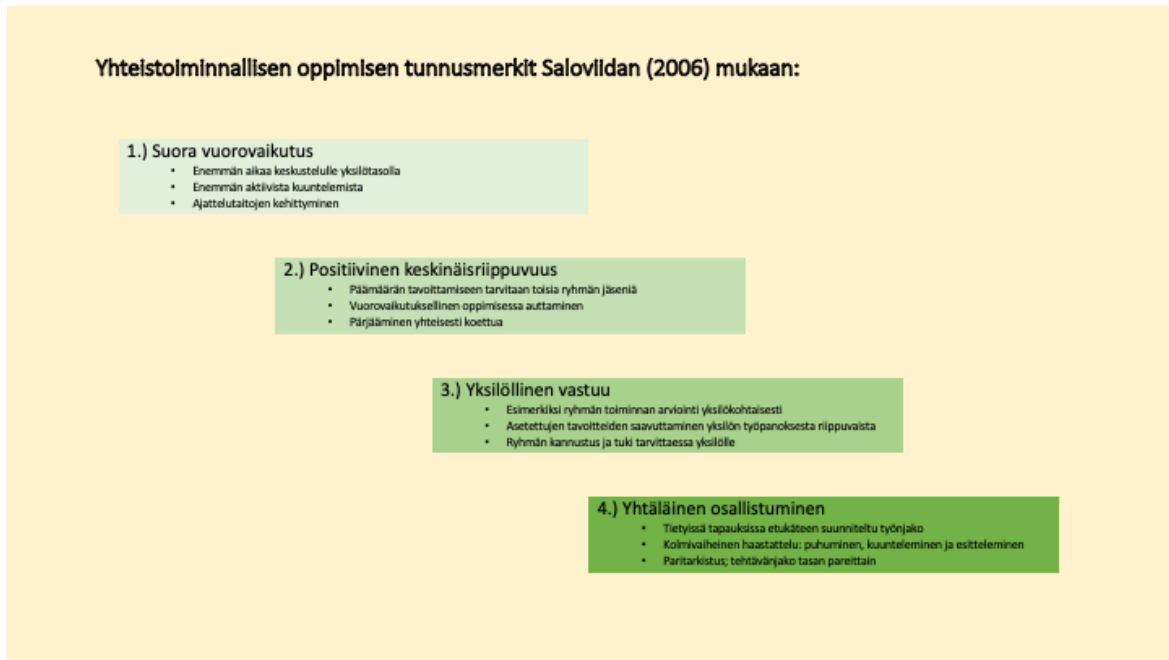 Yhteistoiminnallisen oppimisen tunnusmerkit Saloviidan (2006) mukaan:
1.) Suora vuorovaikutus
• Enemmän aikaa keskustelulle yksilötasolla
• Enemmän aktiivista kuuntelemista
• Ajattelutaitojen kehittyminen
2.) Positiivinen keskinäisriippuvuus
• Päämäärän tavoittamiseen tarvitaan toisia ryhmän jäseniä
• Vuorovaikutuksellinen oppimisessa auttaminen
• Pärjääminen yhteisesti koettua
3.) Yksilöllinen vastuu
• Esimerkiksi ryhmän toiminnan arviointi yksilökohtaisesti
• Asetettujen tavoitteiden saavuttaminen yksilön työpanoksesta riippuvaista
• Ryhmän kannustus ja tuki tarvittaessa yksilölle
4.) Yhtäläinen osallistuminen
• Tietyissä tapauksissa etukäteen suunniteltu työnjako
• Kolmivaiheinen haastattelu: puhuminen, kuunteleminen ja esitteleminen
• Paritarkistus; tehtävänjako tasan pareittain